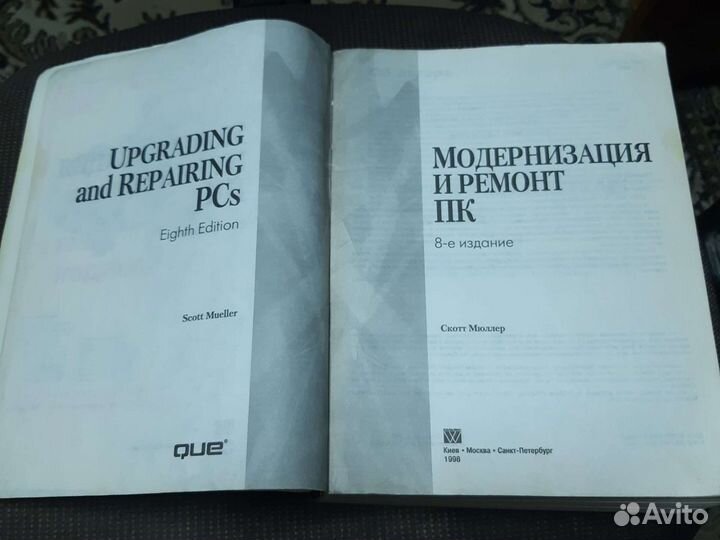 UPGRADING
and REPAIRING
PCs
Eighth Edition
Scott Mueller
QUE®
МОДЕРНИЗАЦИЯ
И РЕМОНТ
ПК
8-е издание
Скотт Мюллер
Киев • Москва • Санкт-Петербург
1998
Avito